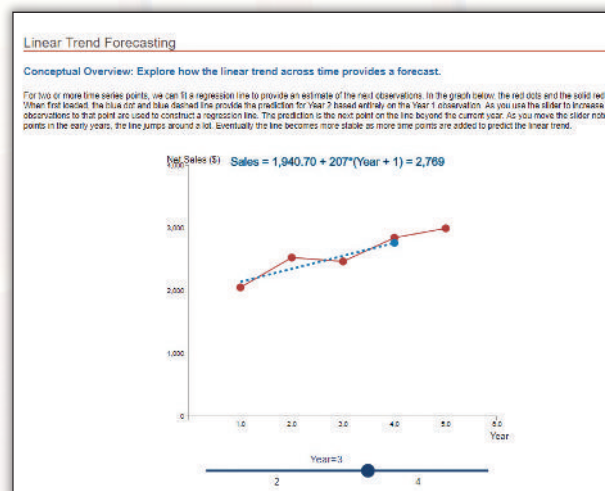 Linear Trend Forecasting
Conceptual Overview: Explore how the linear trend across time provides a forecast.
For two or more time series points, we can fit a regression line to provide an estimate of the next observations. In the graph below, the red dots and the solid red
When first loaded, the blue dot and blue dashed line provide the prediction for Year 2 based entirely on the Year 1 observation. As you use the slider to increase
observations to that point are used to construct a regression line. The prediction is the next point on the line beyond the current year. As you move the slider
points in the early years, the line jumps around a lot. Eventually the line becomes more stable as more time points are added to predict the linear trend.
Net Sales ($)
Sales = 1,940.70 + 207*(Year + 1) = 2,769
4,000
3,000
2,000
1,000
0
1.0 2.0 3.0 4.0 5.0 6.0
Year
Year=3
2 4